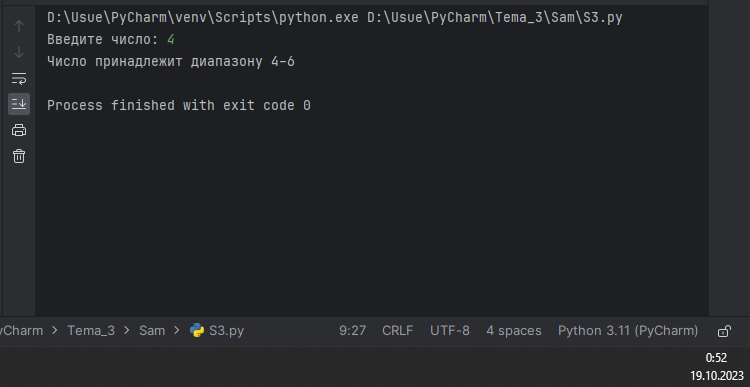 D:\Usue\PyCharm\venv\Scripts\python.exe D:\Usue\PyCharm\Tema_3\Sam\S3.py
Введите число: 4
Число принадлежит диапазону 4-6
Process finished with exit code 0
yCharm > Tema_3 > Sam > S3.py 9:27 CRLF UTF-8 4 spaces Python 3.11 (PyCharm)
0:52
19.10.2023